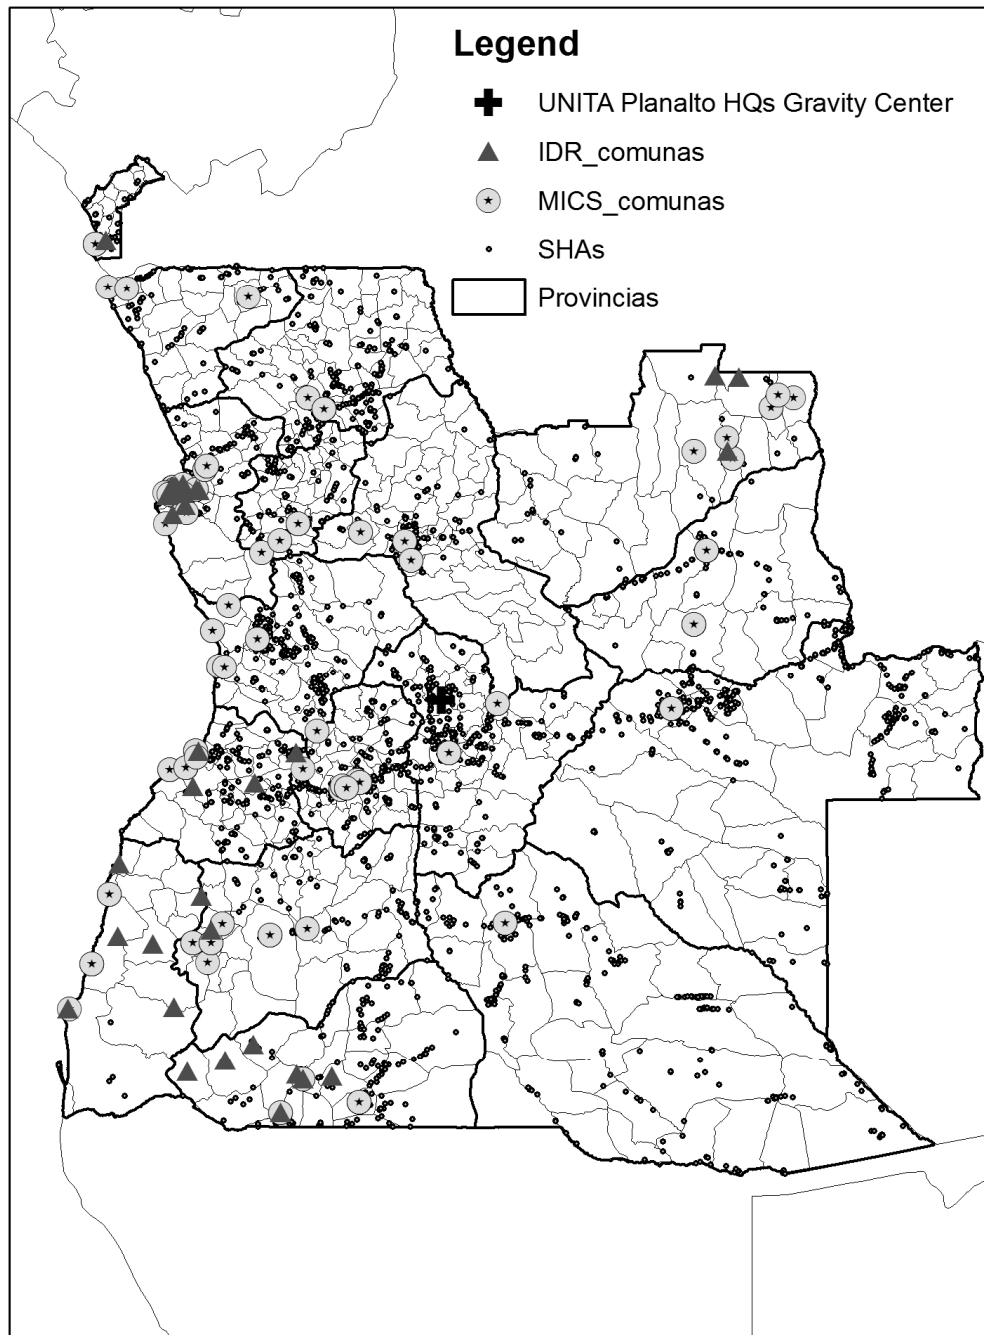 Legend
UNITA Planalto HQs Gravity Center
IDR_comunas
MICS_comunas
SHAs
Provincias